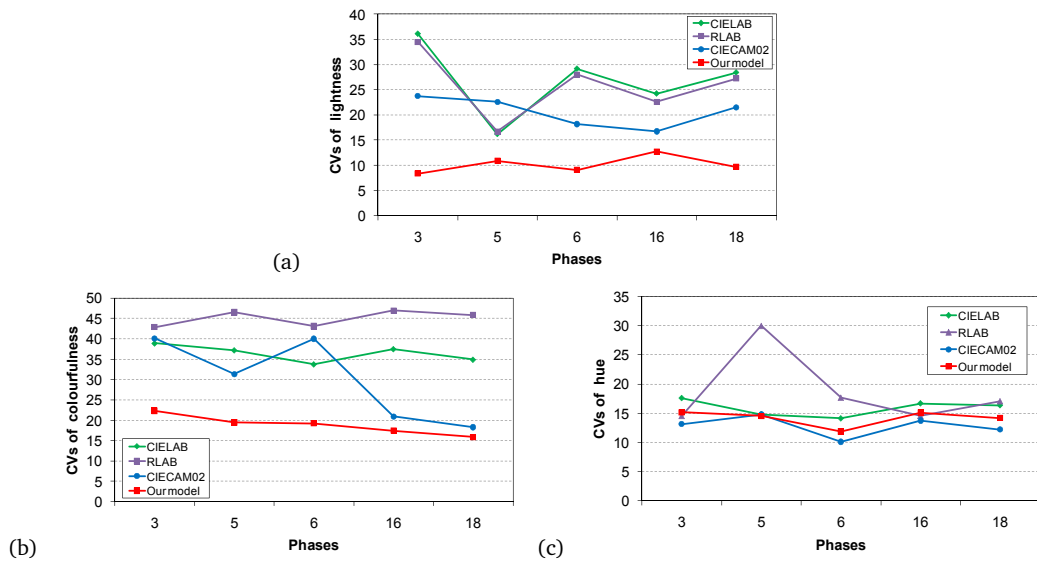 40
35
30
25
20
15
10
5
0
CVs of lightness
CIELAB
RLAB
CIECAM02
Our model
3 5 6 16 18
Phases
(a)
50
45
40
35
30
25
20
15
10
5
0
CVs of colourfulness
CIELAB
RLAB
CIECAM02
Our model
3 5 6 16 18
Phases
(b)
35
30
25
20
15
10
5
0
CVs of hue
CIELAB
RLAB
CIECAM02
Our model
3 5 6 16 18
Phases
(c)